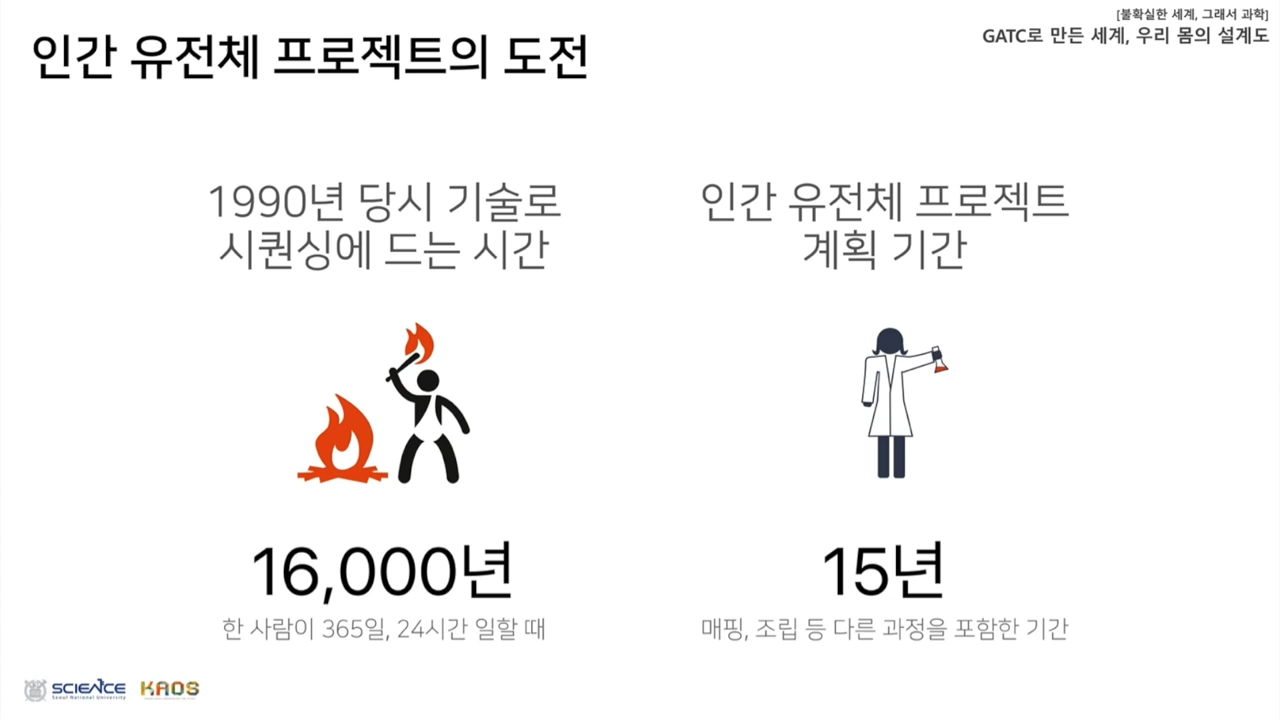 [불확실한 세계, 그래서 과학]
GATC로 만든 세계, 우리 몸의 설계도
인간 유전체 프로젝트의 도전
1990년 당시 기술로
시퀀싱에 드는 시간
16,000년
한 사람이 365일, 24시간 일할 때
인간 유전체 프로젝트
계획 기간
15년
매핑, 조립 등 다른 과정을 포함한 기간
SCIENCE
Seoul National University
KAOS